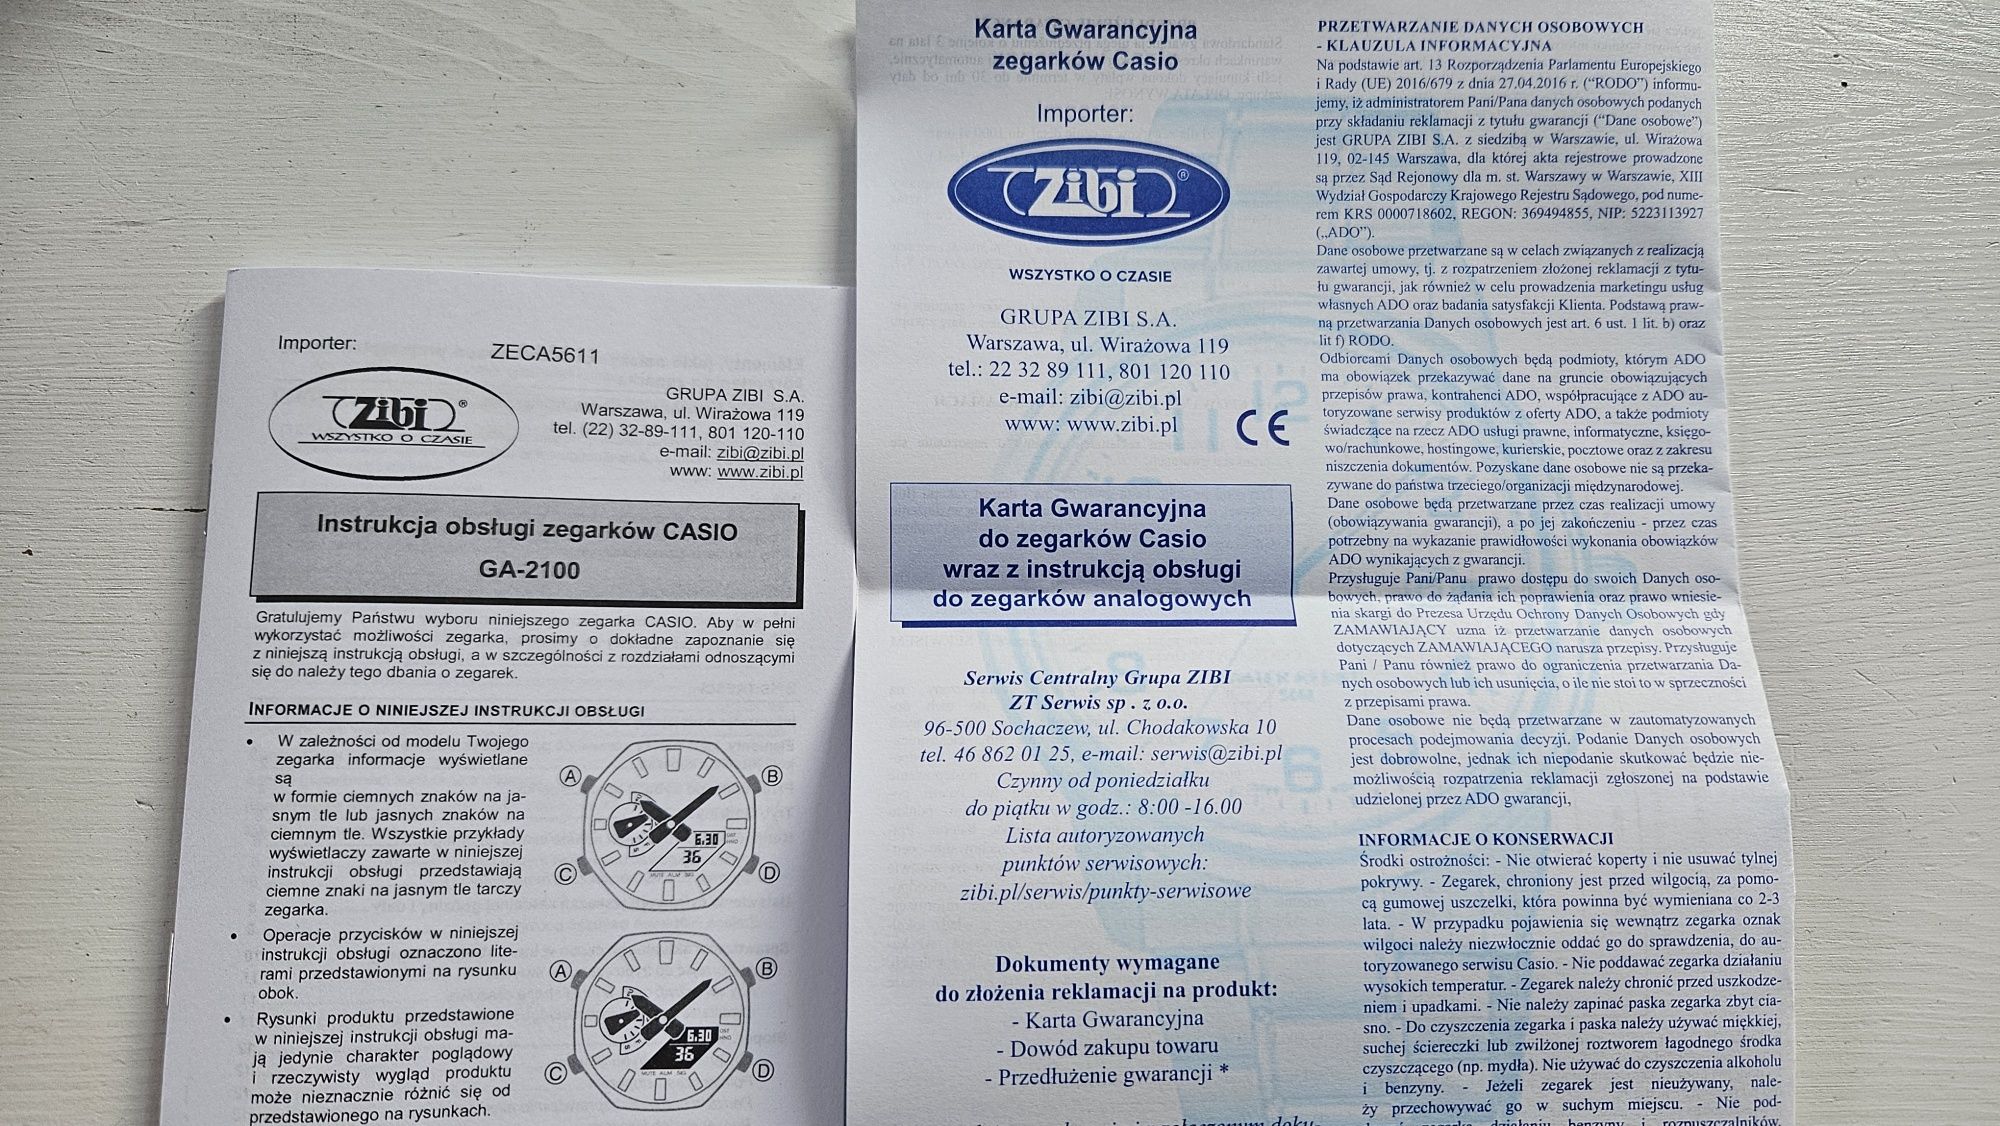 Importer:
ZECA5611
Zibi®
WSZYSTKO O CZASIE
GRUPA ZIBI S.A.
Warszawa, ul. Wirażowa 119
tel. (22) 32-89-111, 801 120-110
e-mail: zibi@zibi.pl
www: www.zibi.pl
Instrukcja obsługi zegarków CASIO
GA-2100
Gratulujemy Państwu wyboru niniejszego zegarka CASIO. Aby w pełni
wykorzystać możliwości zegarka, prosimy o dokładne zapoznanie się
z niniejszą instrukcją obsługi, a w szczególności z rozdziałami odnoszącymi
się do należy tego dbania o zegarek.
INFORMACJE O NINIEJSZEJ INSTRUKCJI OBSŁUGI
• W zależności od modelu Twojego
zegarka informacje wyświetlane
są
w formie ciemnych znaków na ja-
snym tle lub jasnych znaków na
ciemnym tle. Wszystkie przykłady
wyświetlaczy zawarte w niniejszej
instrukcji obsługi przedstawiają
ciemne znaki na jasnym tle tarczy
zegarka.
• Operacje przycisków w niniejszej
instrukcji obsługi oznaczono lite-
rami przedstawionymi na rysunku
obok.
• Rysunki produktu przedstawione
w niniejszej instrukcji obsługi ma-
ją jedynie charakter poglądowy
i rzeczywisty wygląd produktu
może nieznacznie różnić się od
przedstawionego na rysunkach.
A
B
6:30
36
MUTE ALM SIG
C
D
A
B
6:30
36
MUTE ALM SIG
C
D
Karta Gwarancyjna
zegarków Casio
Importer:
Zibi®
WSZYSTKO O CZASIE
GRUPA ZIBI S.A.
Warszawa, ul. Wirażowa 119
tel.: 22 32 89 111, 801 120 110
e-mail: zibi@zibi.pl
www: www.zibi.pl
CE
Karta Gwarancyjna
do zegarków Casio
wraz z instrukcją obsługi
do zegarków analogowych
Serwis Centralny Grupa ZIBI
ZT Serwis sp . z o.o.
96-500 Sochaczew, ul. Chodakowska 10
tel. 46 862 01 25, e-mail: serwis@zibi.pl
Czynny od poniedziałku
do piątku w godz.: 8:00 -16.00
Lista autoryzowanych
punktów serwisowych:
zibi.pl/serwis/punkty-serwisowe
Dokumenty wymagane
do złożenia reklamacji na produkt:
- Karta Gwarancyjna
- Dowód zakupu towaru
- Przedłużenie gwarancji *
PRZETWARZANIE DANYCH OSOBOWYCH
- KLAUZULA INFORMACYJNA
Na podstawie art. 13 Rozporządzenia Parlamentu Europejskiego
i Rady (UE) 2016/679 z dnia 27.04.2016 r. (“RODO”) informu-
jemy, iż administratorem Pani/Pana danych osobowych podanych
przy składaniu reklamacji z tytułu gwarancji (“Dane osobowe”)
jest GRUPA ZIBI S.A. z siedzibą w Warszawie, ul. Wirażowa
119, 02-145 Warszawa, dla której akta rejestrowe prowadzone
są przez Sąd Rejonowy dla m. st. Warszawy w Warszawie, XIII
Wydział Gospodarczy Krajowego Rejestru Sądowego, pod nume-
rem KRS 0000718602, REGON: 369494855, NIP: 5223113927
(„ADO”).
Dane osobowe przetwarzane są w celach związanych z realizacją
zawartej umowy, tj. z rozpatrzeniem złożonej reklamacji z tytu-
łu gwarancji, jak również w celu prowadzenia marketingu usług
własnych ADO oraz badania satysfakcji Klienta. Podstawą praw-
ną przetwarzania Danych osobowych jest art. 6 ust. 1 lit. b) oraz
lit f) RODO.
Odbiorcami Danych osobowych będą podmioty, którym ADO
ma obowiązek przekazywać dane na gruncie obowiązujących
przepisów prawa, kontrahenci ADO, współpracujące z ADO au-
toryzowane serwisy produktów z oferty ADO, a także podmioty
świadczące na rzecz ADO usługi prawne, informatyczne, księgo-
wo/rachunkowe, hostingowe, kurierskie, pocztowe oraz z zakresu
niszczenia dokumentów. Pozyskane dane osobowe nie są przeka-
zywane do państwa trzeciego/organizacji międzynarodowej.
Dane osobowe będą przetwarzane przez czas realizacji umowy
(obowiązywania gwarancji), a po jej zakończeniu - przez czas
potrzebny na wykazanie prawidłowości wykonania obowiązków
ADO wynikających z gwarancji.
Przysługuje Pani/Panu prawo dostępu do swoich Danych oso-
bowych, prawo do żądania ich poprawienia oraz prawo wniesie-
nia skargi do Prezesa Urzędu Ochrony Danych Osobowych gdy
ZAMAWIAJĄCY uzna iż przetwarzanie danych osobowych
dotyczących ZAMAWIAJĄCEGO narusza przepisy. Przysługuje
Pani / Panu również prawo do ograniczenia przetwarzania Da-
nych osobowych lub ich usunięcia, o ile nie stoi to w sprzeczności
z przepisami prawa.
Dane osobowe nie będą przetwarzane w zautomatyzowanych
procesach podejmowania decyzji. Podanie Danych osobowych
jest dobrowolne, jednak ich niepodanie skutkować będzie nie-
możliwością rozpatrzenia reklamacji zgłoszonej na podstawie
udzielonej przez ADO gwarancji,
INFORMACJE O KONSERWACJI
Środki ostrożności: - Nie otwierać koperty i nie usuwać tylnej
pokrywy. - Zegarek, chroniony jest przed wilgocią, za pomo-
cą gumowej uszczelki, która powinna być wymieniana co 2-3
lata. - W przypadku pojawienia się wewnątrz zegarka oznak
wilgoci należy niezwłocznie oddać go do sprawdzenia, do au-
toryzowanego serwisu Casio. - Nie poddawać zegarka działaniu
wysokich temperatur. - Zegarek należy chronić przed uszkodze-
niem i upadkami. - Nie należy zapinać paska zegarka zbyt cia-
sno. - Do czyszczenia zegarka i paska należy używać miękkiej,
suchej ściereczki lub zwilżonej roztworem łagodnego środka
czyszczącego (np. mydła). Nie używać do czyszczenia alkoholu
i benzyny. - Jeżeli zegarek jest nieużywany, nale-
ży przechowywać go w suchym miejscu. - Nie pod-